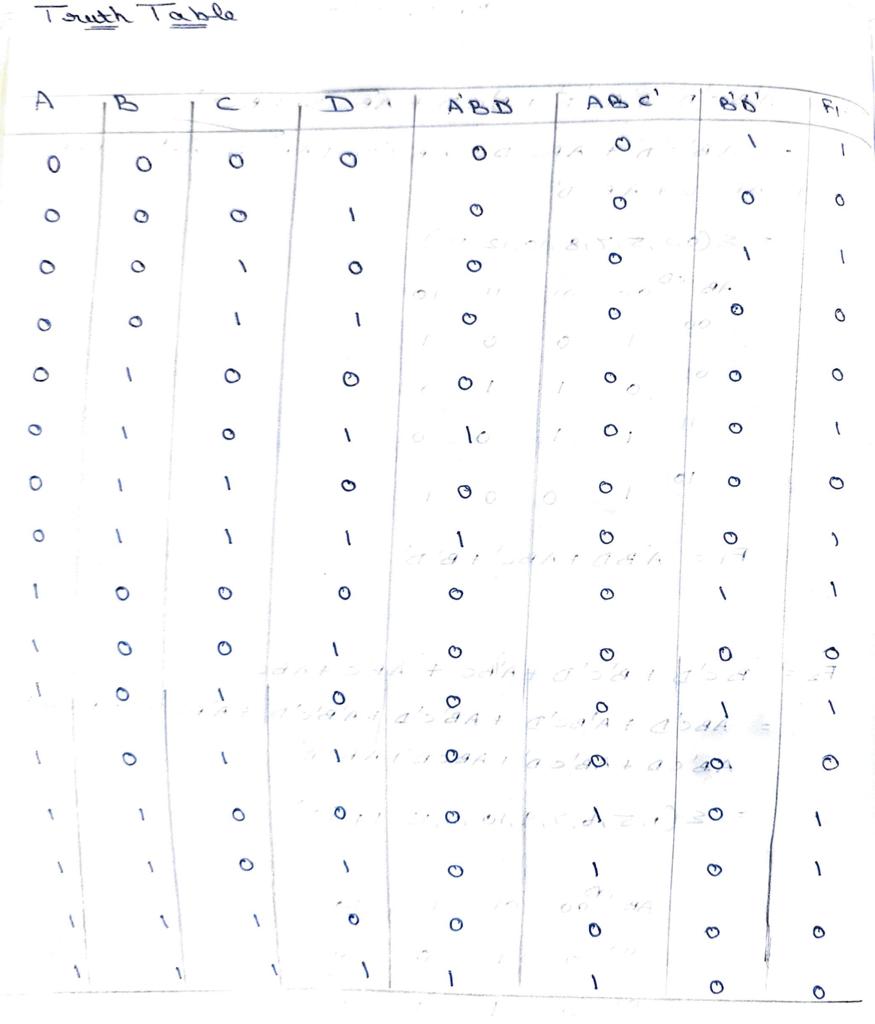 Truth Table
A B C D A'BD ABC' B'D' F1
0 0 0 0 0 0 1 1
0 0 0 1 0 0 0 0
0 0 1 0 0 0 1 1
0 0 1 1 0 0 0 0
0 1 0 0 0 0 0 0
0 1 0 1 1 0 0 1
0 1 1 0 0 0 0 0
0 1 1 1 1 0 0 1
1 0 0 0 0 0 1 1
1 0 0 1 0 0 0 0
1 0 1 0 0 0 1 1
1 0 1 1 0 0 0 0
1 1 0 0 0 1 0 1
1 1 0 1 0 1 0 1
1 1 1 0 0 0 0 0
1 1 1 1 1 1 0 0